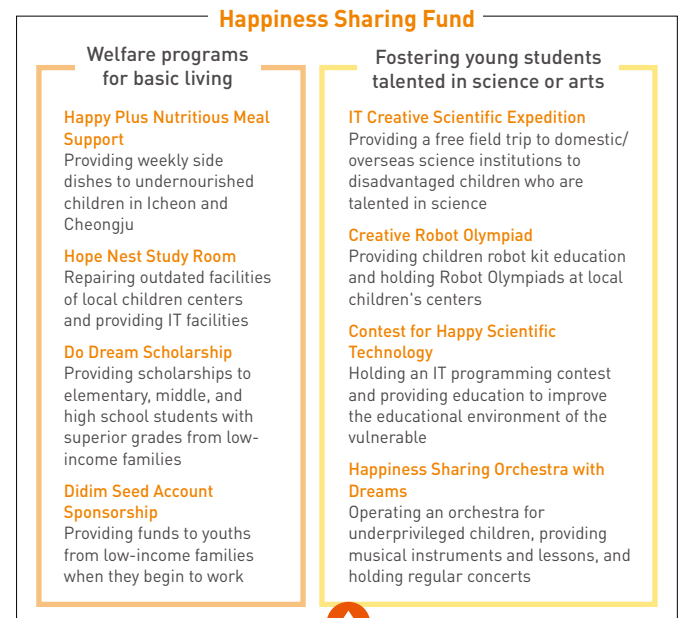 Happiness Sharing Fund
Welfare programs
for basic living
Happy Plus Nutritious Meal
Support
Providing weekly side
dishes to undernourished
children in Icheon and
Cheongju
Hope Nest Study Room
Repairing outdated facilities
of local children centers
and providing IT facilities
Do Dream Scholarship
Providing scholarships to
elementary, middle, and
high school students with
superior grades from low-
income families
Didim Seed Account
Sponsorship
Providing funds to youths
from low-income families
when they begin to work
Fostering young students
talented in science or arts
IT Creative Scientific Expedition
Providing a free field trip to domestic/
overseas science institutions to
disadvantaged children who are
talented in science
Creative Robot Olympiad
Providing children robot kit education
and holding Robot Olympiads at local
children's centers
Contest for Happy Scientific
Technology
Holding an IT programming contest
and providing education to improve
the educational environment of the
vulnerable
Happiness Sharing Orchestra with
Dreams
Operating an orchestra for
underprivileged children, providing
musical instruments and lessons, and
holding regular concerts